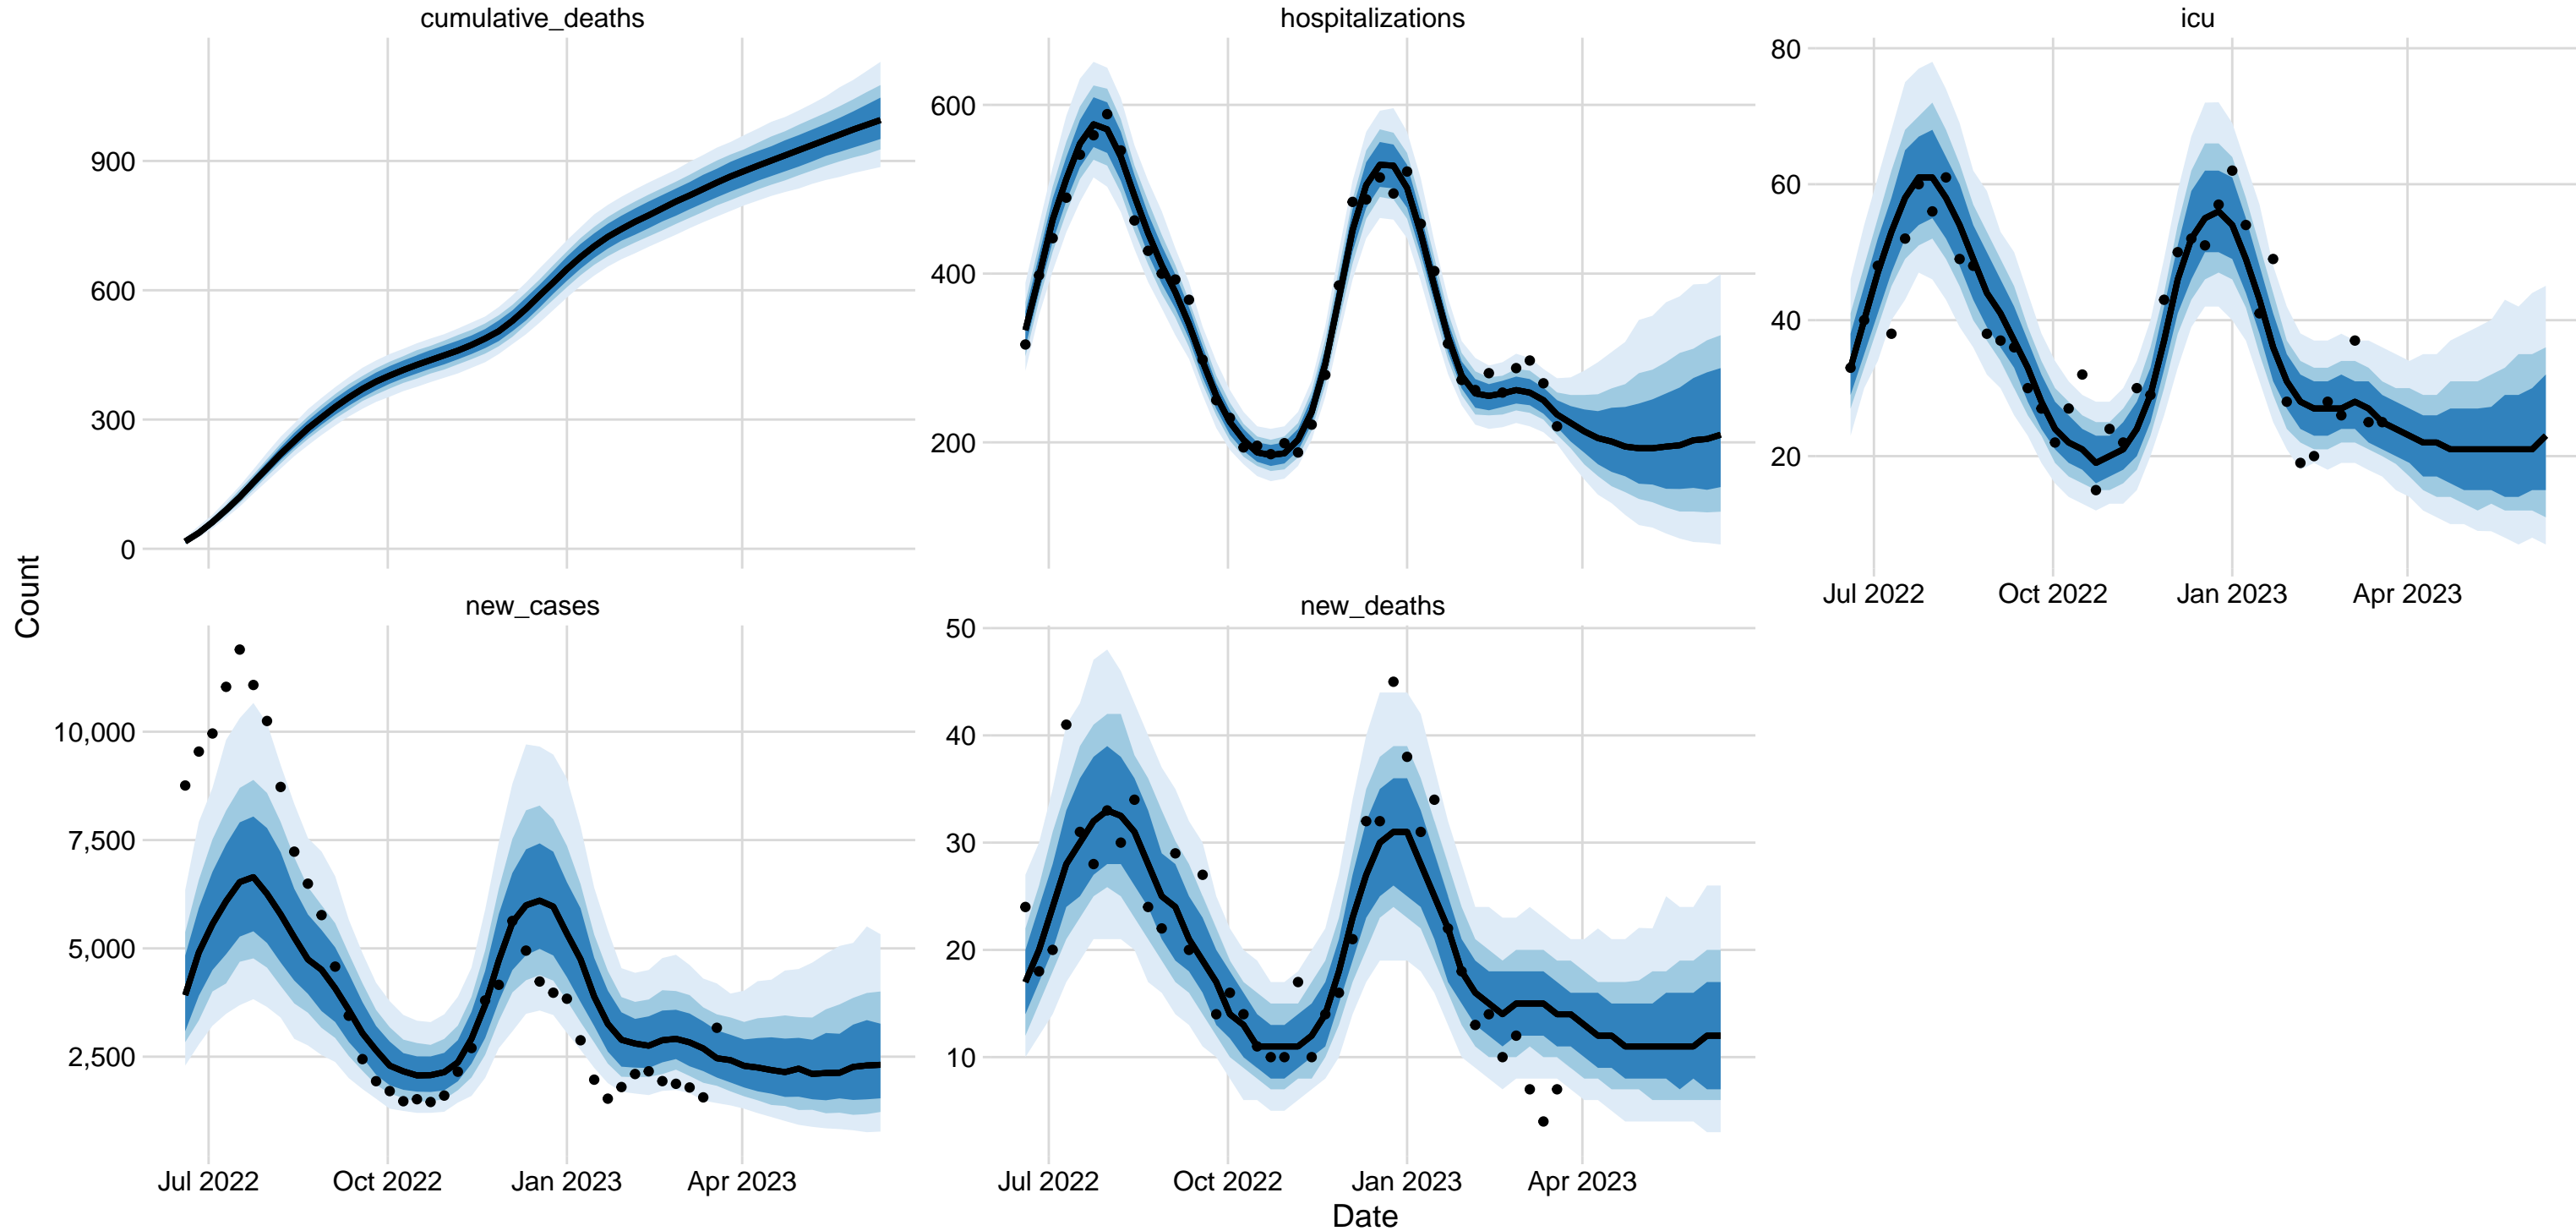 cumulative_deaths
hospitalizations
icu
900
600
300
0
600
400
200
80
60
40
20
Jul 2022
Oct 2022
Jan 2023
Apr 2023
Count
new_cases
new_deaths
10,000
7,500
5,000
2,500
50
40
30
20
10
Jul 2022
Oct 2022
Jan 2023
Apr 2023
Jul 2022
Oct 2022
Jan 2023
Apr 2023
Date